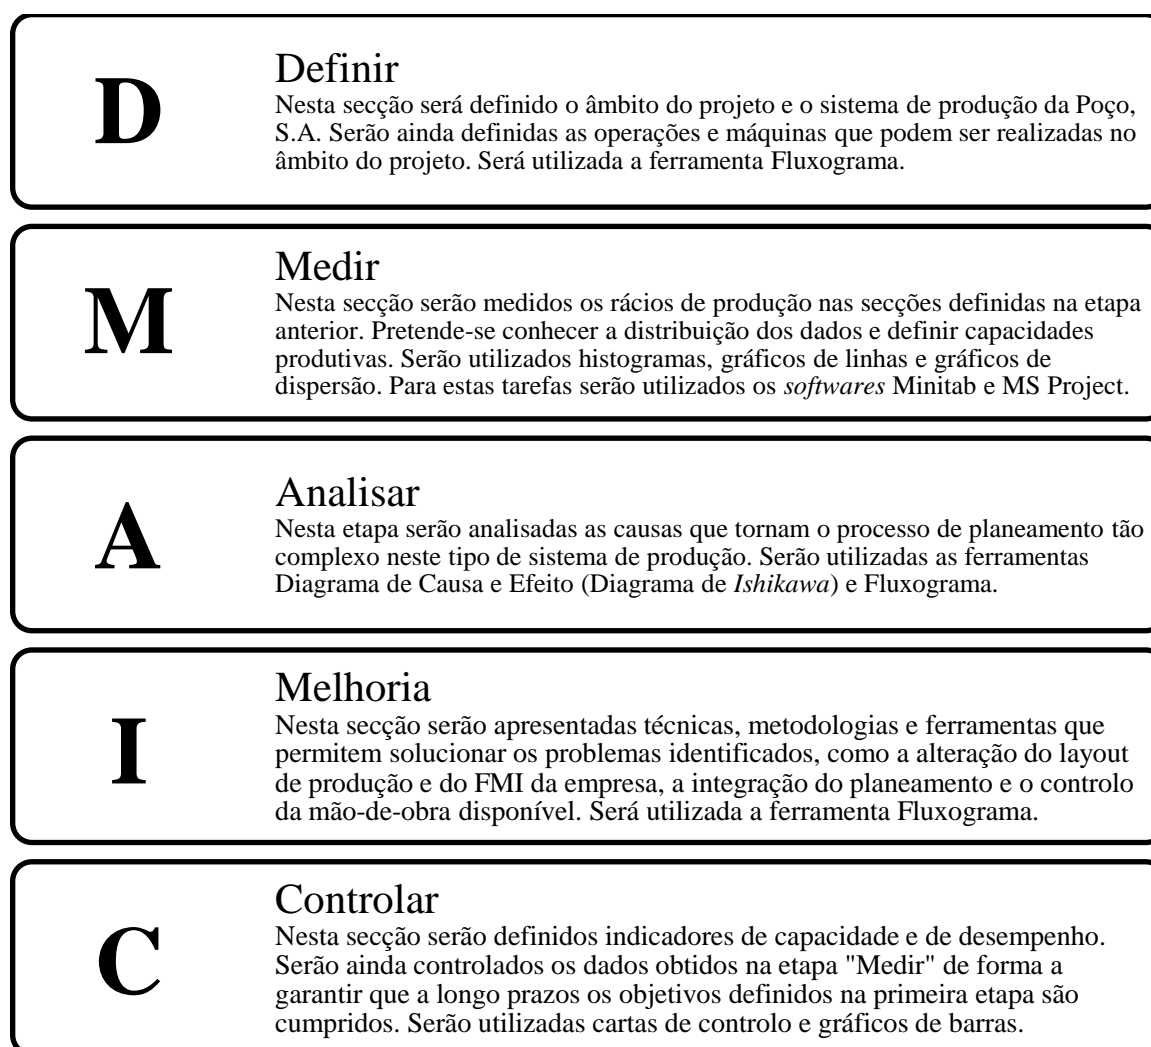 D
Definir
Nesta secção será definido o âmbito do projeto e o sistema de produção da Poço,
S.A. Serão ainda definidas as operações e máquinas que podem ser realizadas no
âmbito do projeto. Será utilizada a ferramenta Fluxograma.
M
Medir
Nesta secção serão medidos os rácios de produção nas secções definidas na etapa
anterior. Pretende-se conhecer a distribuição dos dados e definir capacidades
produtivas. Serão utilizados histogramas, gráficos de linhas e gráficos de
dispersão. Para estas tarefas serão utilizados os softwares Minitab e MS Project.
A
Analisar
Nesta etapa serão analisadas as causas que tornam o processo de planeamento tão
complexo neste tipo de sistema de produção. Serão utilizadas as ferramentas
Diagrama de Causa e Efeito (Diagrama de Ishikawa) e Fluxograma.
I
Melhoria
Nesta secção serão apresentadas técnicas, metodologias e ferramentas que
permitem solucionar os problemas identificados, como a alteração do layout
de produção e do FMI da empresa, a integração do planeamento e o controlo
da mão-de-obra disponível. Será utilizada a ferramenta Fluxograma.
C
Controlar
Nesta secção serão definidos indicadores de capacidade e de desempenho.
Serão ainda controlados os dados obtidos na etapa "Medir" de forma a
garantir que a longo prazos os objetivos definidos na primeira etapa são
cumpridos. Serão utilizadas cartas de controlo e gráficos de barras.